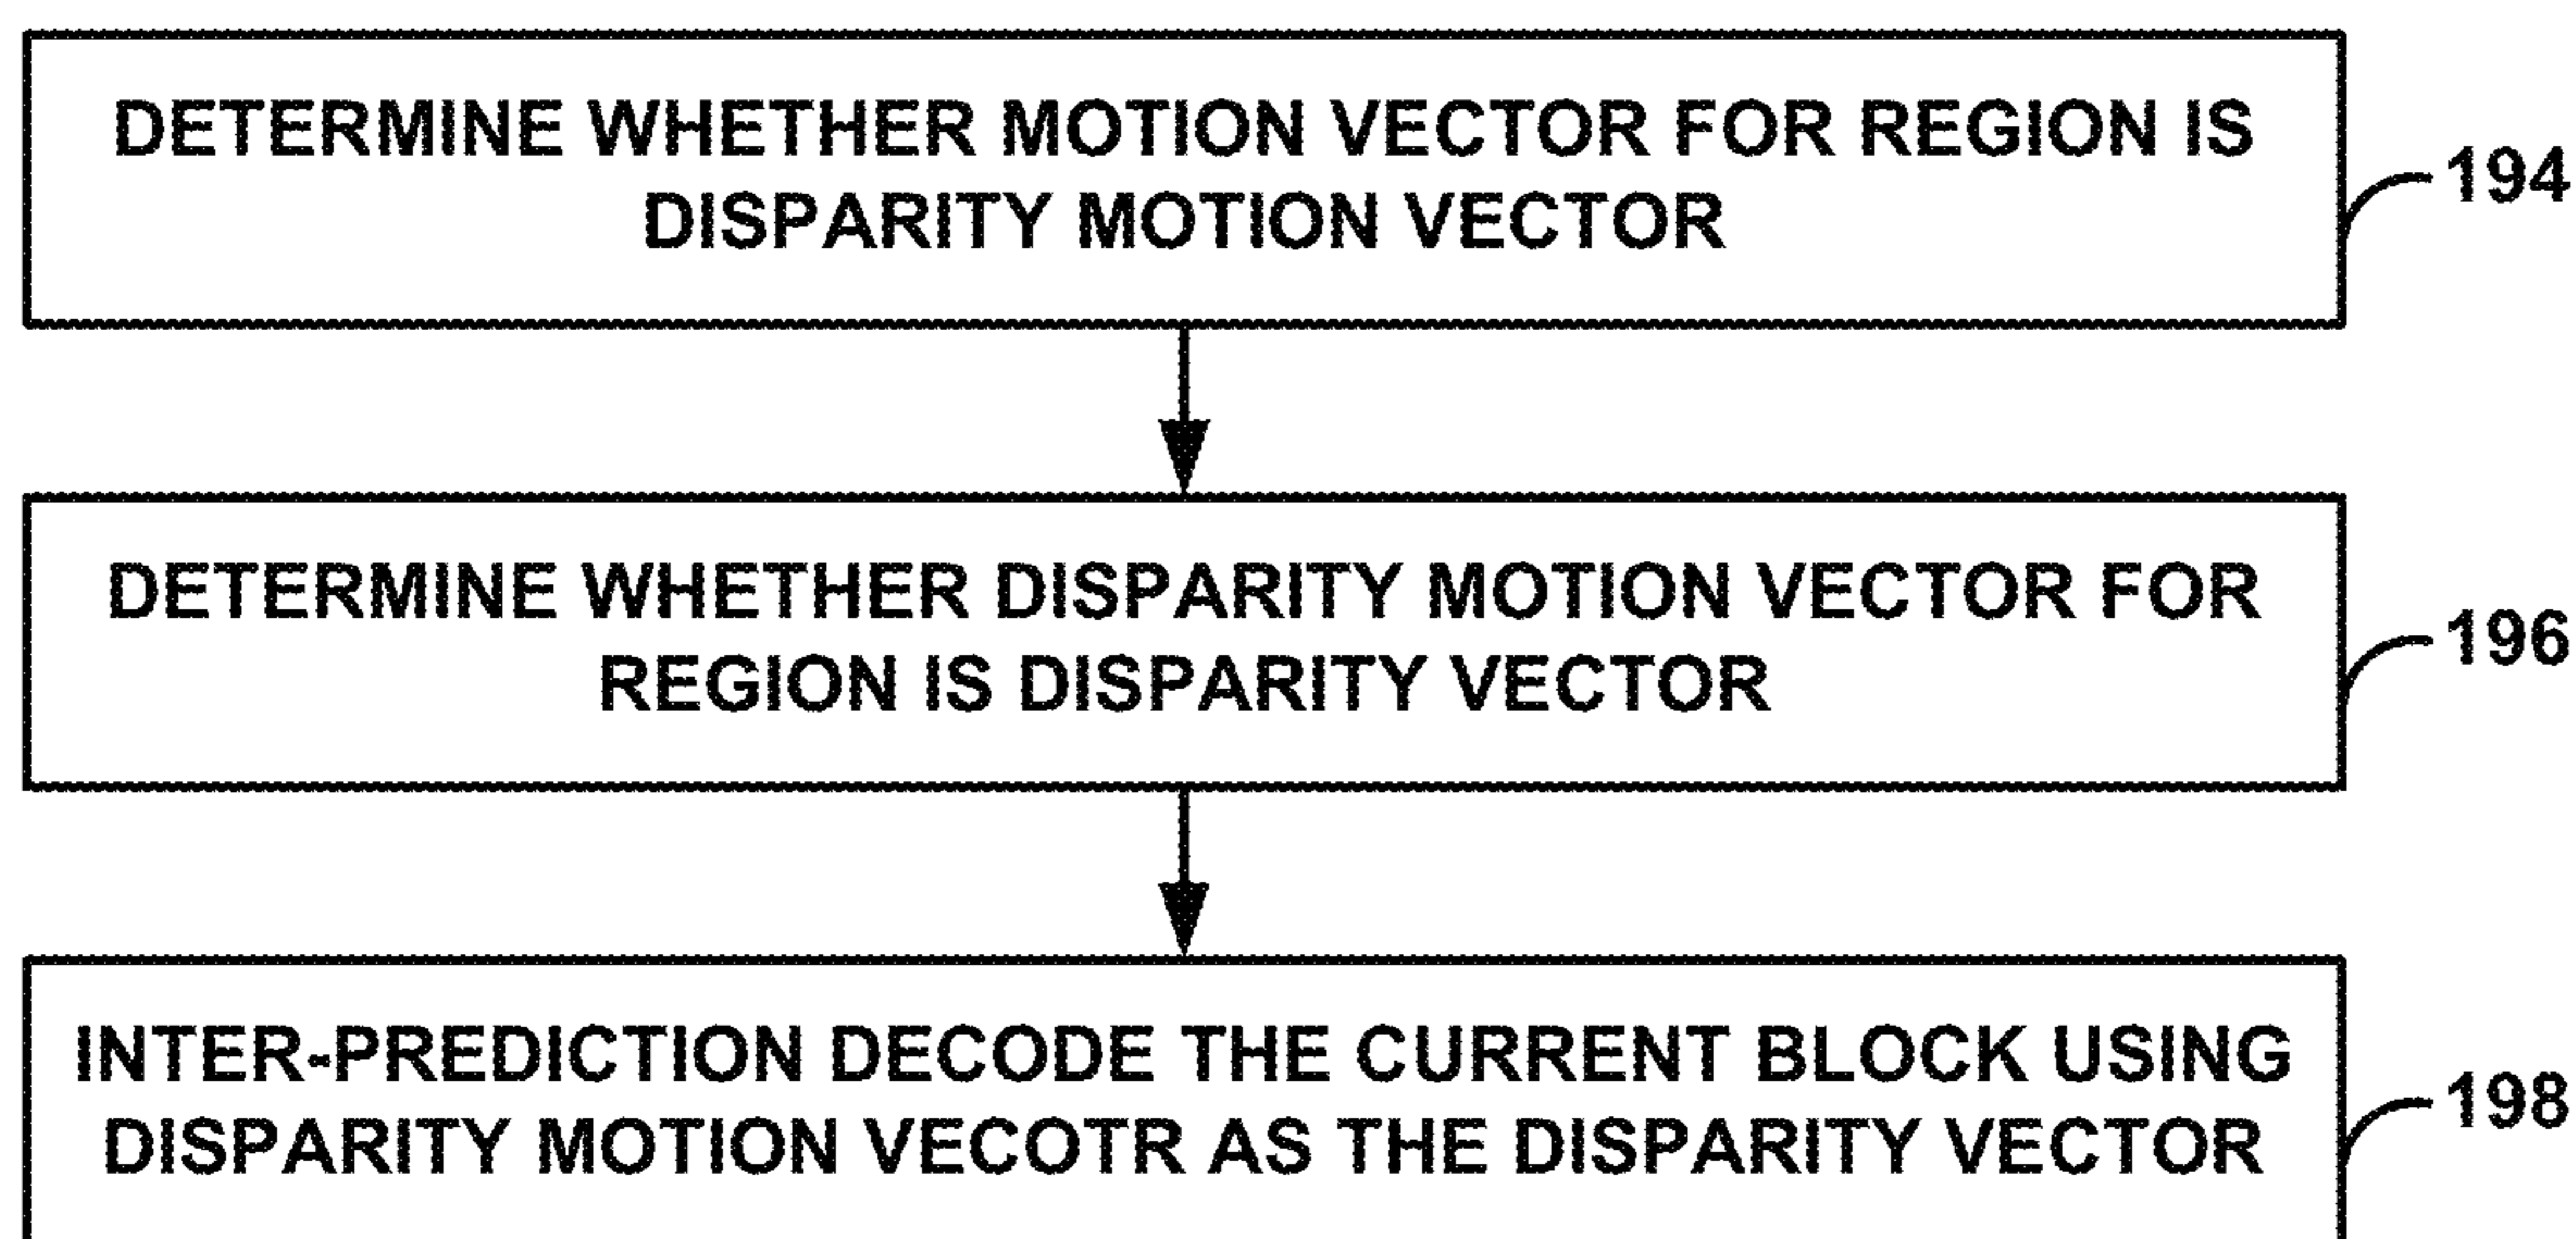 DETERMINE WHETHER MOTION VECTOR FOR REGION IS
DISPARITY MOTION VECTOR
194
DETERMINE WHETHER DISPARITY MOTION VECTOR FOR
REGION IS DISPARITY VECTOR
196
INTER-PREDICTION DECODE THE CURRENT BLOCK USING
DISPARITY MOTION VECOTR AS THE DISPARITY VECTOR
198